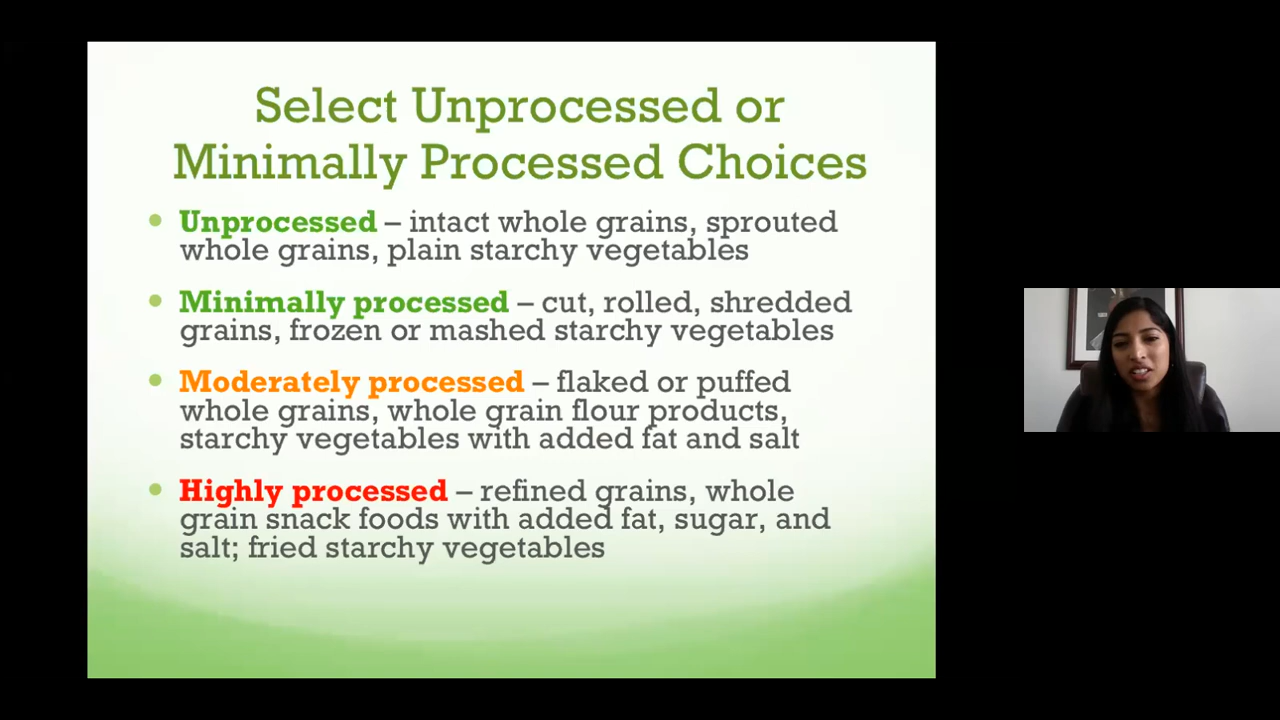 Select Unprocessed or
Minimally Processed Choices
Unprocessed – intact whole grains, sprouted
whole grains, plain starchy vegetables
Minimally processed – cut, rolled, shredded
grains, frozen or mashed starchy vegetables
Moderately processed – flaked or puffed
whole grains, whole grain flour products,
starchy vegetables with added fat and salt
Highly processed – refined grains, whole
grain snack foods with added fat, sugar, and
salt; fried starchy vegetables